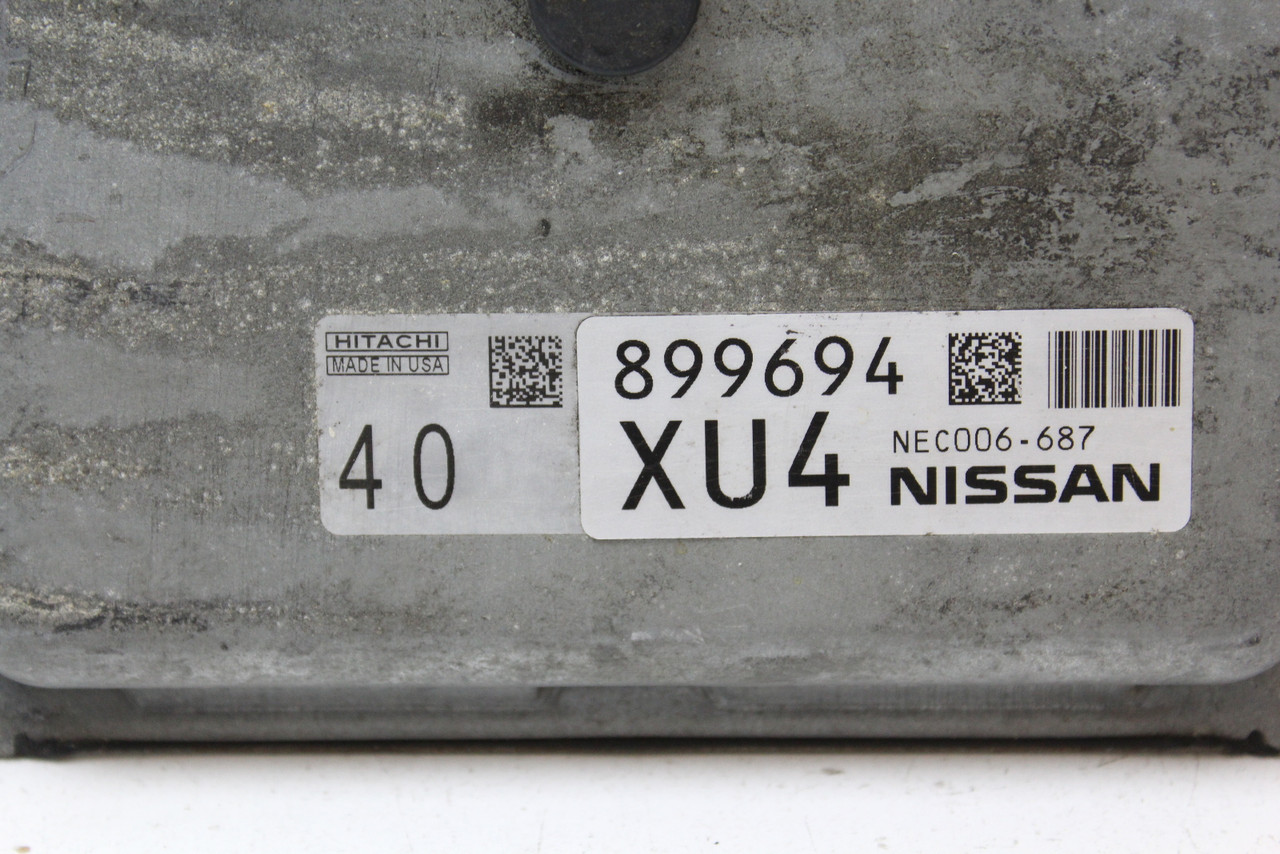 HITACHI
MADE IN USA
40
899694
XU4
NEC006-687
NISSAN